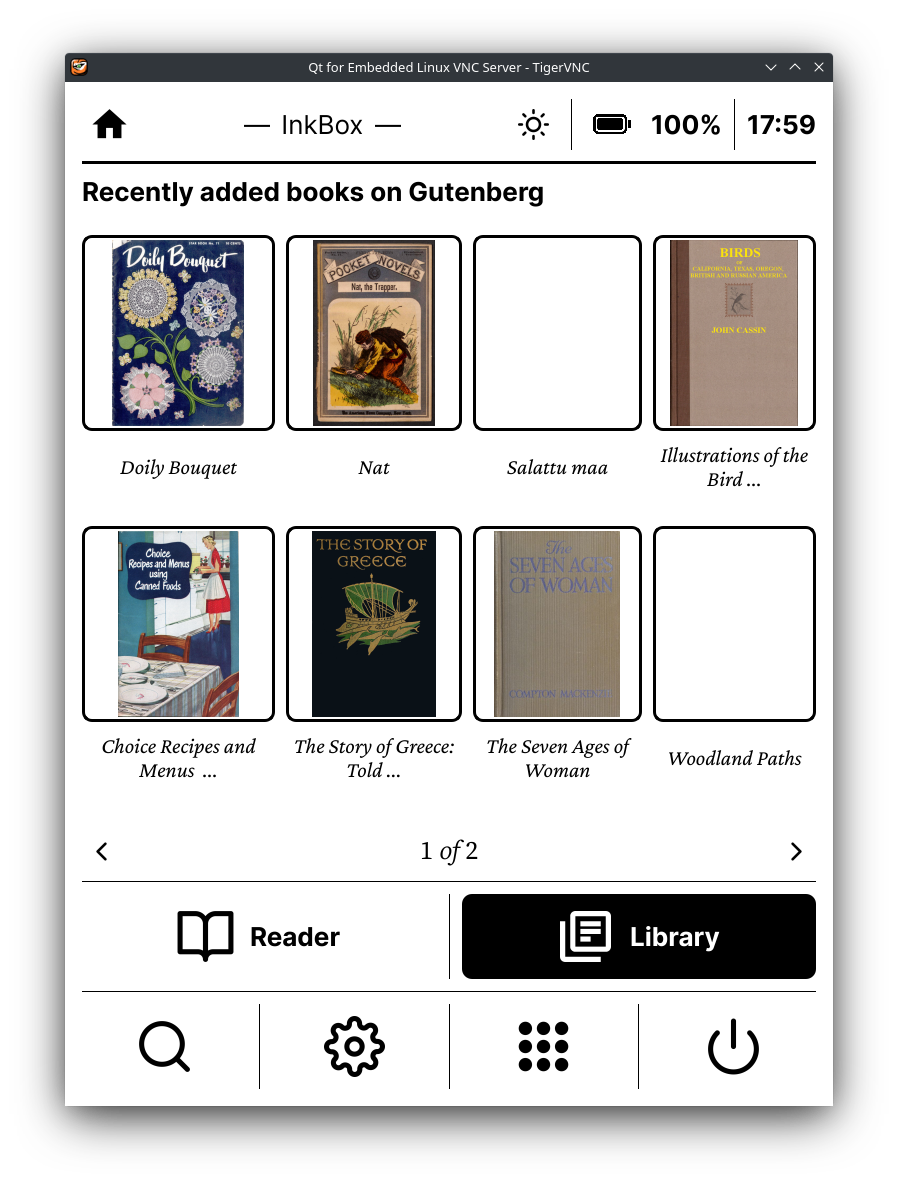 Qt for Embedded Linux VNC Server - TigerVNC
— InkBox —
100%
17:59
Recently added books on Gutenberg
Doily Bouquet
POCKET NOVELS
Nat, the Trapper.
BIRDS
OF
CALIFORNIA, TEXAS, OREGON,
BRITISH AND RUSSIAN AMERICA
JOHN CASSIN
Doily Bouquet
Nat
Salattu maa
Illustrations of the
Bird ...
Choice
Recipes and Menus
using
Canned Foods
THE STORY OF
GREECE
The
SEVEN AGES
OF WOMAN
COMPTON MACKENZIE
Choice Recipes and
Menus ...
The Story of Greece:
Told ...
The Seven Ages of
Woman
Woodland Paths
1 of 2
Reader
Library